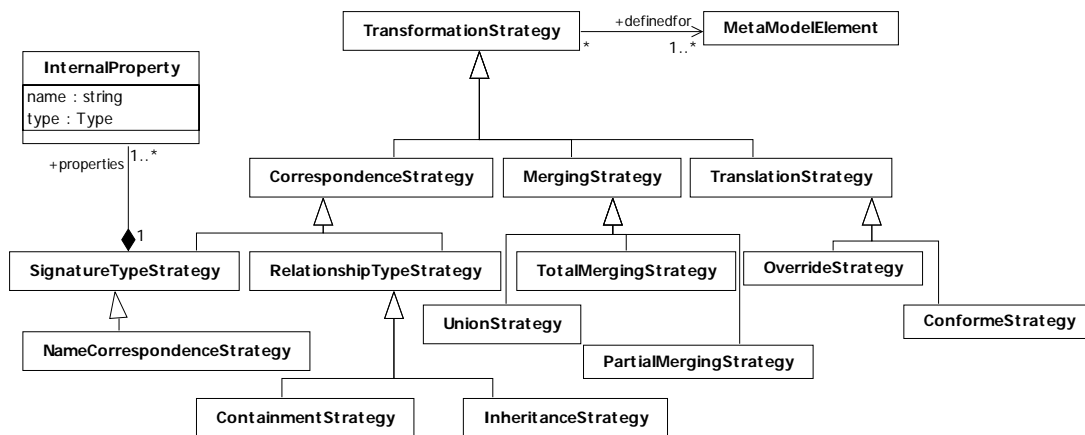 TransformationStrategy
+definedfor
*
1..*
MetaModelElement
InternalProperty
name : string
type : Type
+properties
1..*
1
CorrespondenceStrategy
MergingStrategy
TranslationStrategy
SignatureTypeStrategy
RelationshipTypeStrategy
TotalMergingStrategy
OverrideStrategy
UnionStrategy
ConformeStrategy
NameCorrespondenceStrategy
PartialMergingStrategy
ContainmentStrategy
InheritanceStrategy